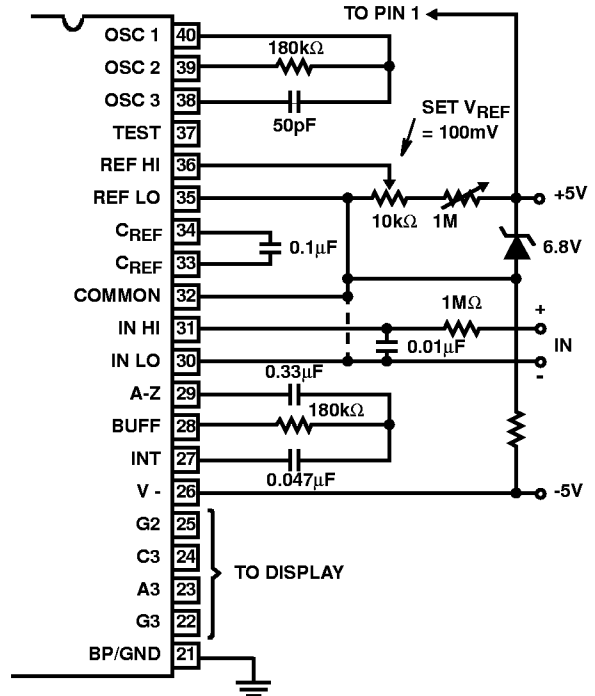 TO PIN 1
OSC 1 40
180kΩ
OSC 2 39
OSC 3 38
50pF
SET VREF
= 100mV
TEST 37
REF HI 36
REF LO 35
10kΩ 1M
+5V
CREF 34
0.1µF
6.8V
CREF 33
COMMON 32
1MΩ
+
IN HI 31
0.01µF
IN
IN LO 30
-
0.33µF
A-Z 29
180kΩ
BUFF 28
INT 27
0.047µF
V - 26
-5V
G2 25
C3 24
TO DISPLAY
A3 23
G3 22
BP/GND 21